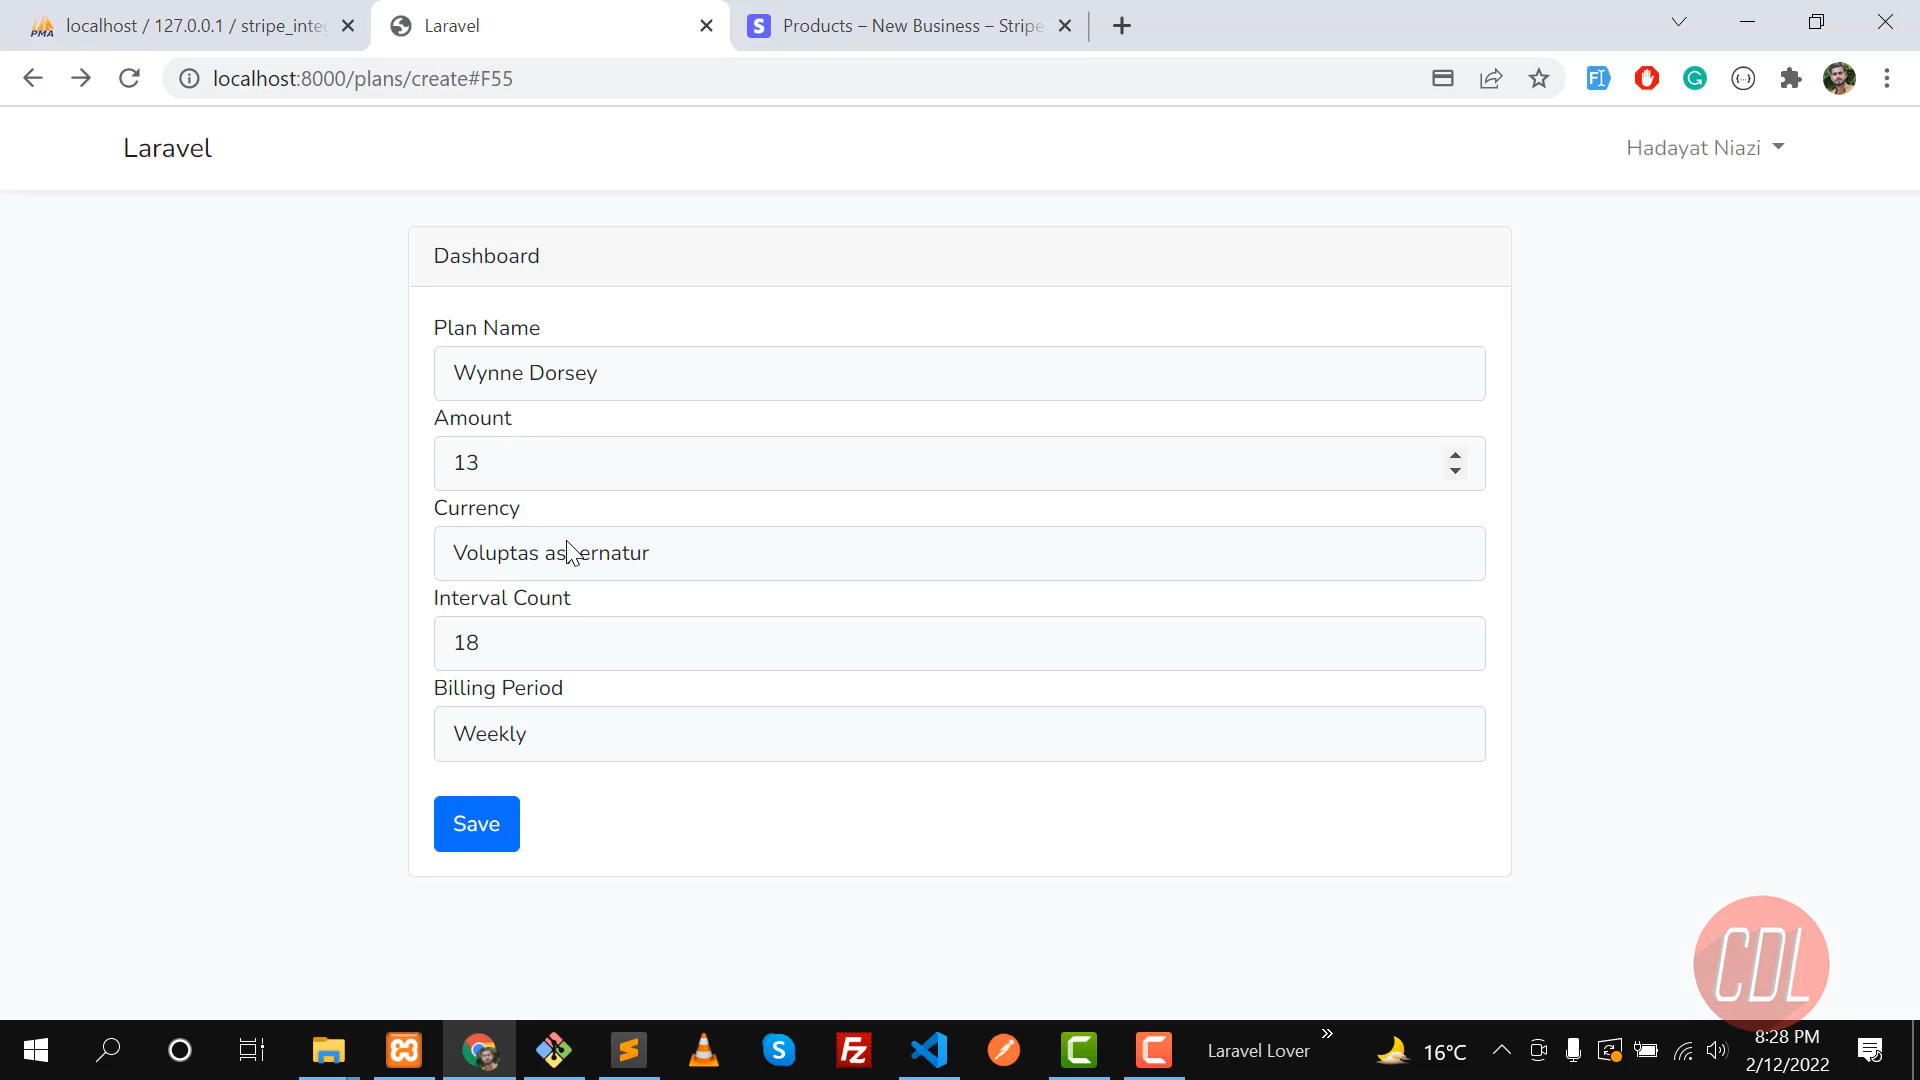 localhost / 127.0.0.1 / stripe_inte
Laravel
Products – New Business – Stripe
localhost:8000/plans/create#F55
Laravel
Hadayat Niazi
Dashboard
Plan Name
Wynne Dorsey
Amount
13
Currency
Voluptas as ernatur
Interval Count
18
Billing Period
Weekly
Save
CDL
Laravel Lover
16°C
8:28 PM
2/12/2022